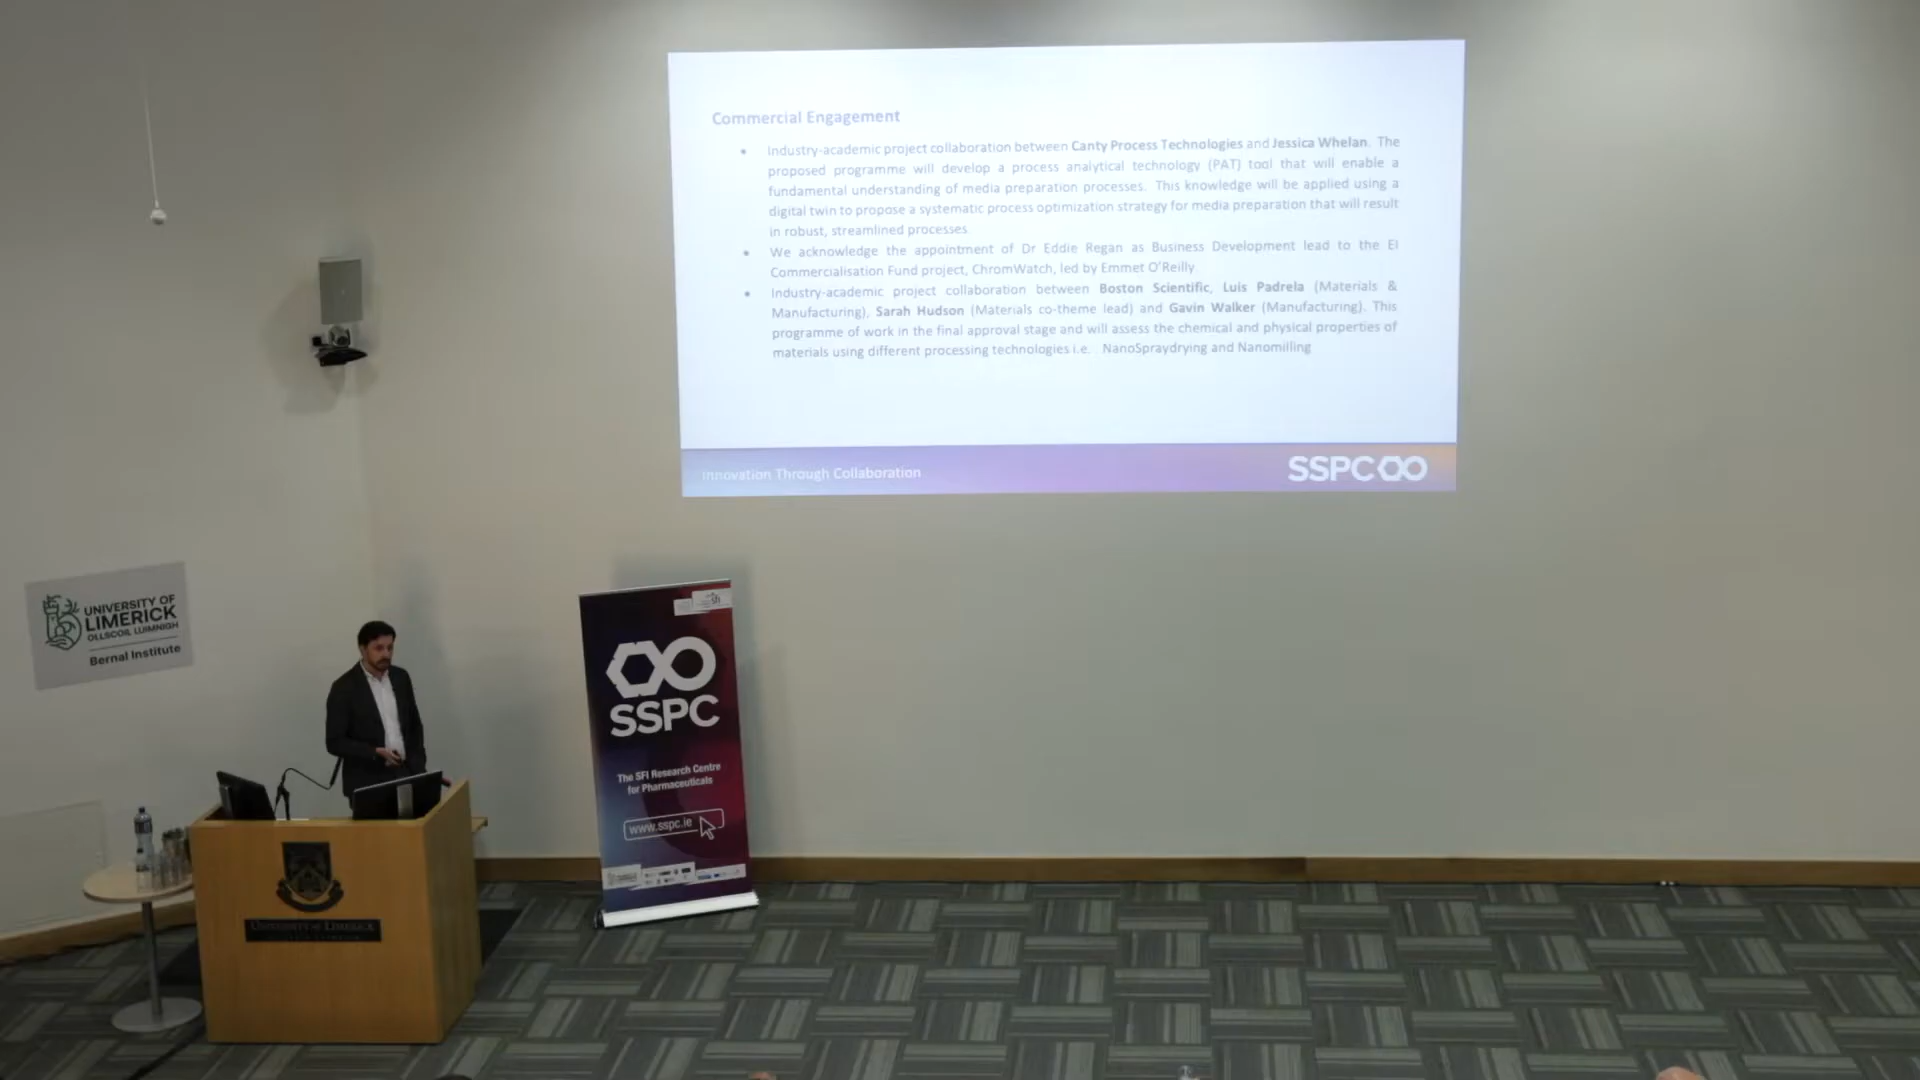 Commercial Engagement
• Industry-academic project collaboration between Canty Process Technologies and Jessica Whelan. The
proposed programme will develop a process analytical technology (PAT) tool that will enable a
fundamental understanding of media preparation processes. This knowledge will be applied using a
digital twin to propose a systematic process optimization strategy for media preparation that will result
in robust, streamlined processes.
• We acknowledge the appointment of Dr Eddie Regan as Business Development lead to the EI
Commercialisation Fund project, ChromWatch, led by Emmet O'Reilly
• Industry-academic project collaboration between Boston Scientific, Luis Padrela (Materials &
Manufacturing), Sarah Hudson (Materials co-theme lead) and Gavin Walker (Manufacturing). This
programme of work in the final approval stage and will assess the chemical and physical properties of
materials using different processing technologies i.e. NanoSpraydrying and Nanomilling
Innovation Through Collaboration
SSPC
UNIVERSITY OF
LIMERICK
OLLSCOIL LUIMNIGH
Bernal Institute
SSPC
The SFI Research Centre
for Pharmaceuticals
www.sspc.ie
UNIVERSITY OF LIMERICK